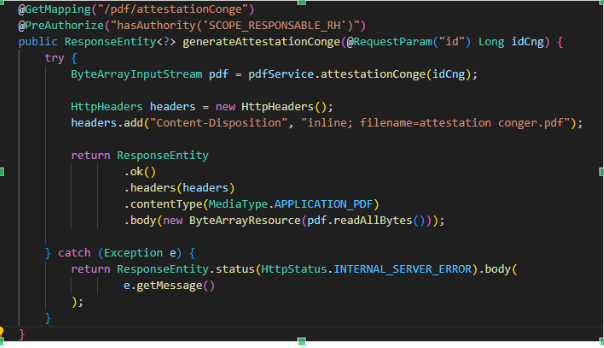 @GetMapping("/pdf/attestationConge")
@PreAuthorize("hasAuthority('SCOPE_RESPONSABLE_RH')")
public ResponseEntity<?> generateAttestationConge(@RequestParam("id") Long idCng) {
try {
ByteArrayInputStream pdf = pdfService.attestationConge(idCng);
HttpHeaders headers = new HttpHeaders();
headers.add("Content-Disposition", "inline; filename=attestation conger.pdf");
return ResponseEntity
.ok()
.headers(headers)
.contentType(MediaType.APPLICATION_PDF)
.body(new ByteArrayResource(pdf.readAllBytes()));
} catch (Exception e) {
return ResponseEntity.status(HttpStatus.INTERNAL_SERVER_ERROR).body(
e.getMessage()
);
}
}